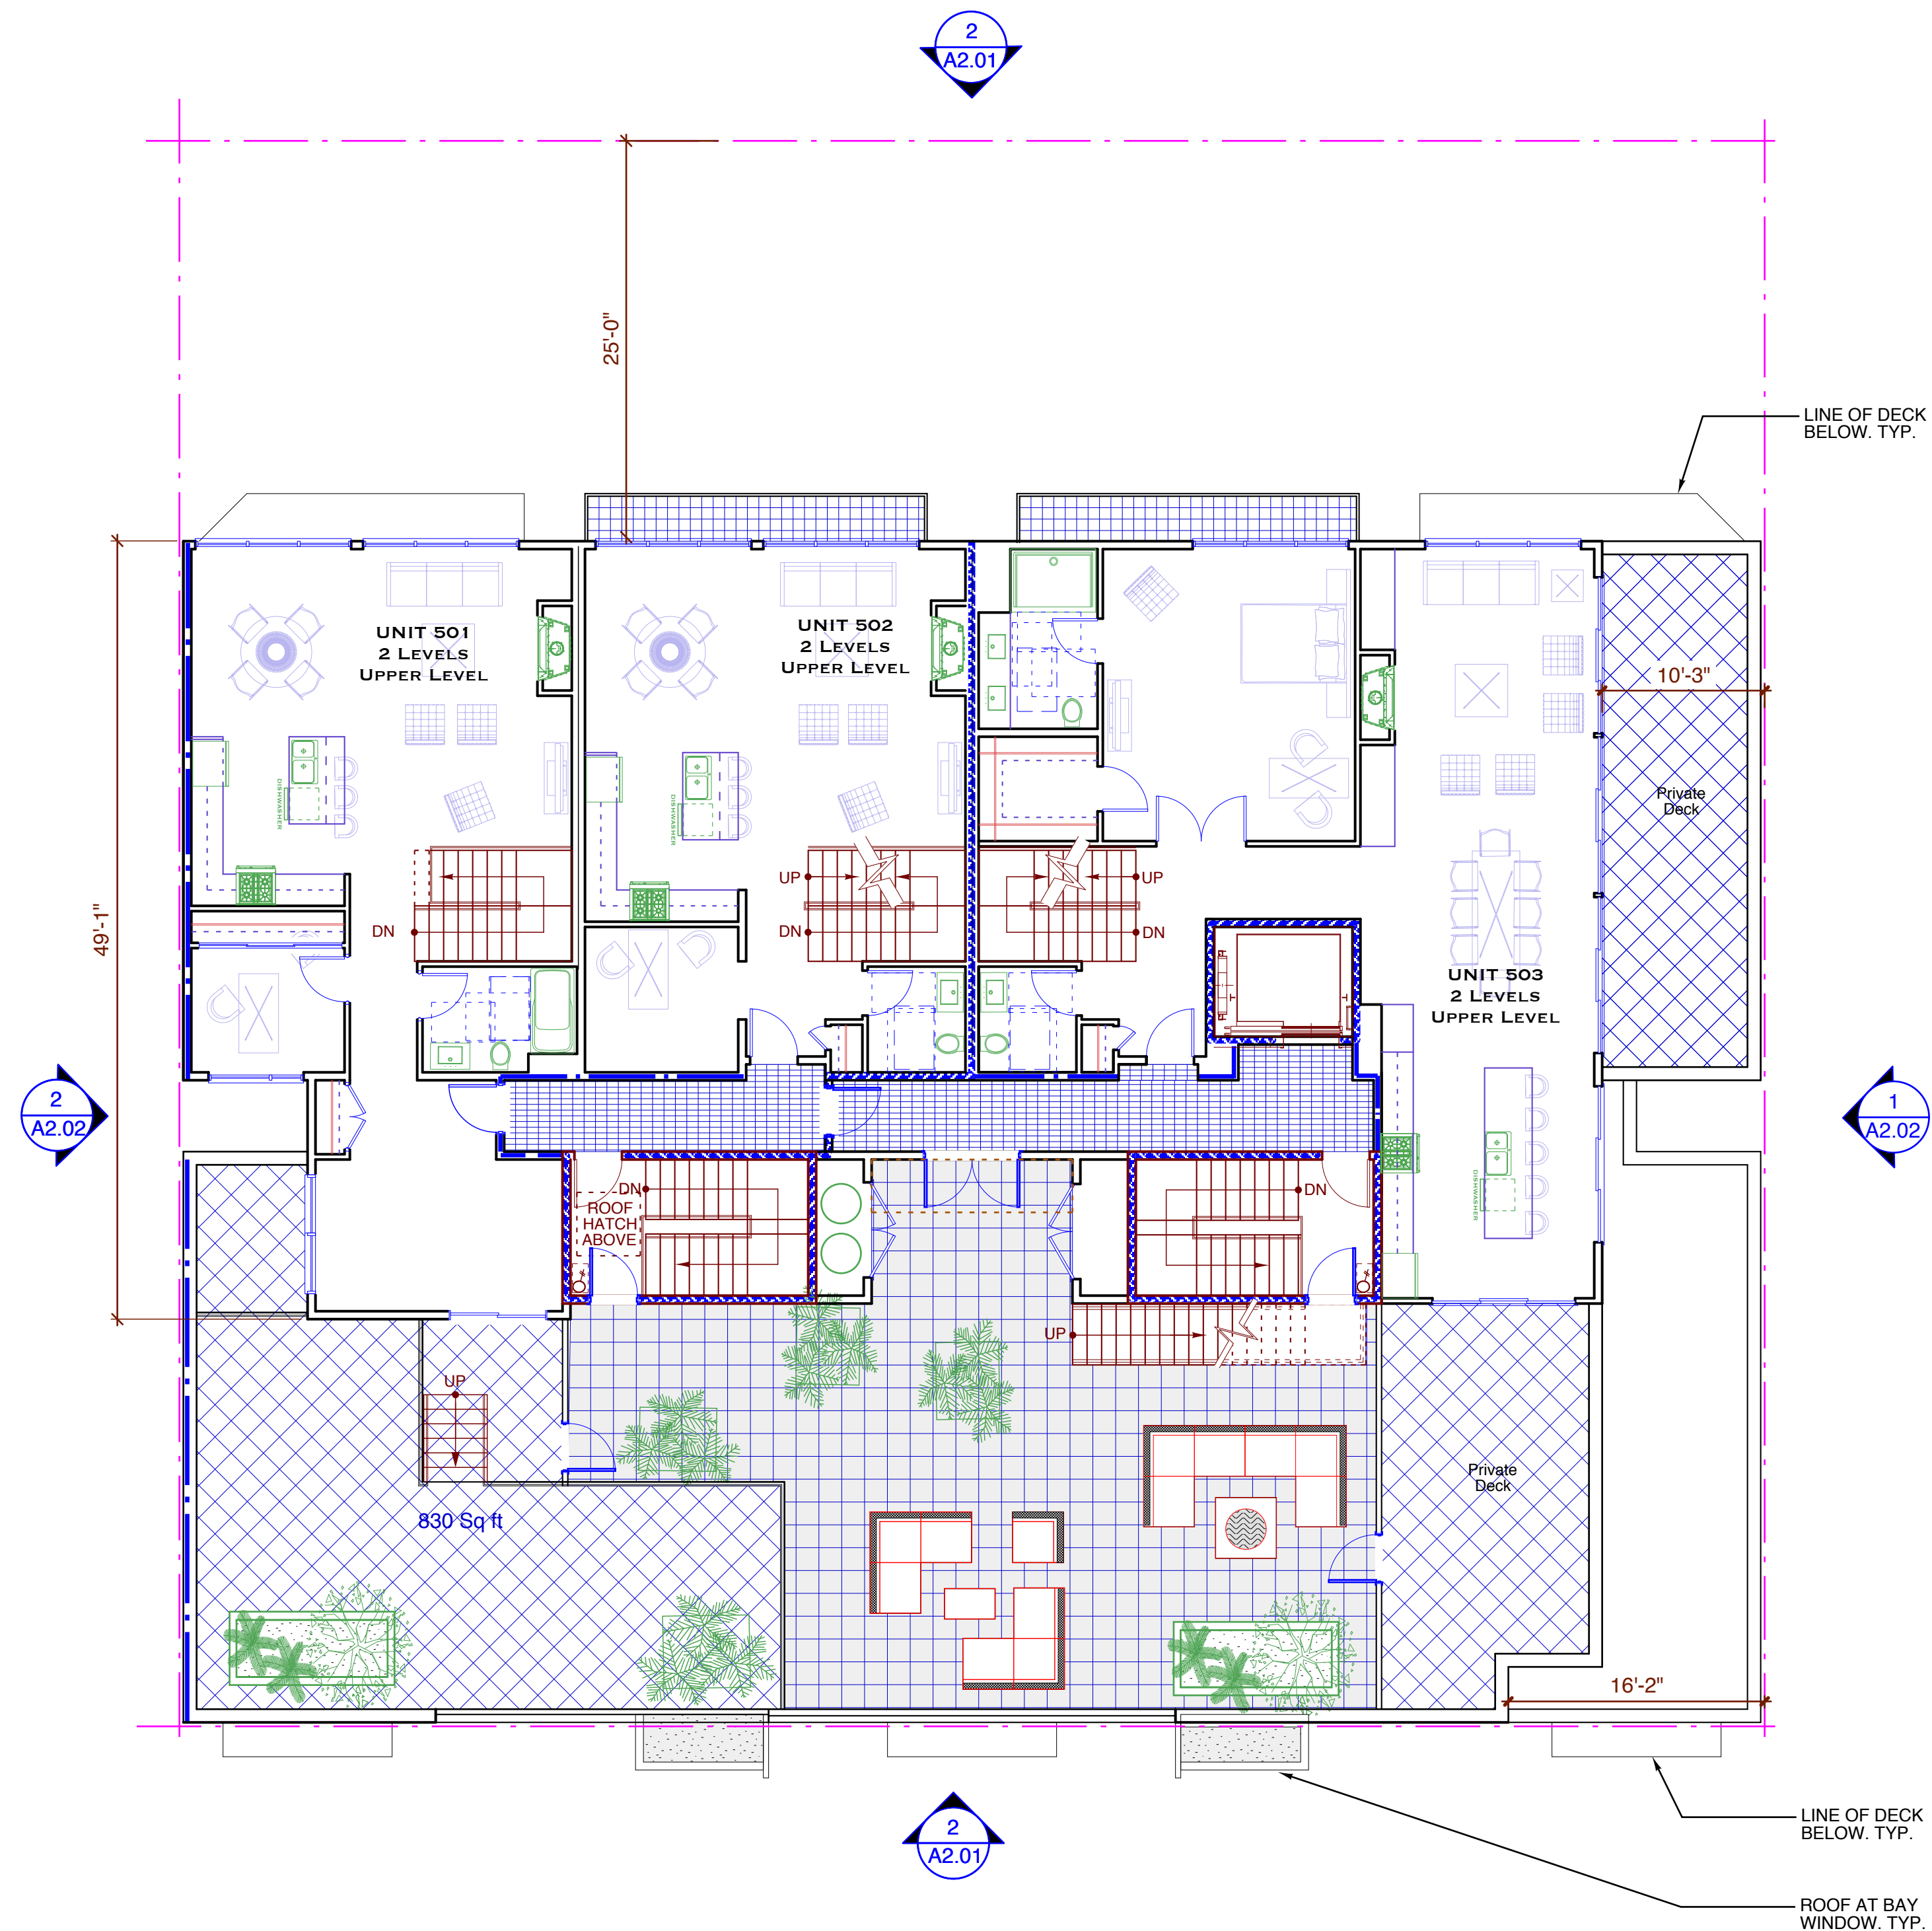 2
A2.01
25'-0"
LINE OF DECK
BELOW. TYP.
UNIT 501
2 LEVELS
UPPER LEVEL
UNIT 502
2 LEVELS
UPPER LEVEL
10'-3"
Private
Deck
DISHWASHER
DISHWASHER
UP
UP
DN
DN
DN
49'-1"
UNIT 503
2 LEVELS
UPPER LEVEL
2
A2.02
1
A2.02
DN
ROOF
HATCH
ABOVE
DN
DISHWASHER
UP
UP
Private
Deck
830 Sq ft
16'-2"
2
A2.01
LINE OF DECK
BELOW. TYP.
ROOF AT BAY
WINDOW. TYP.